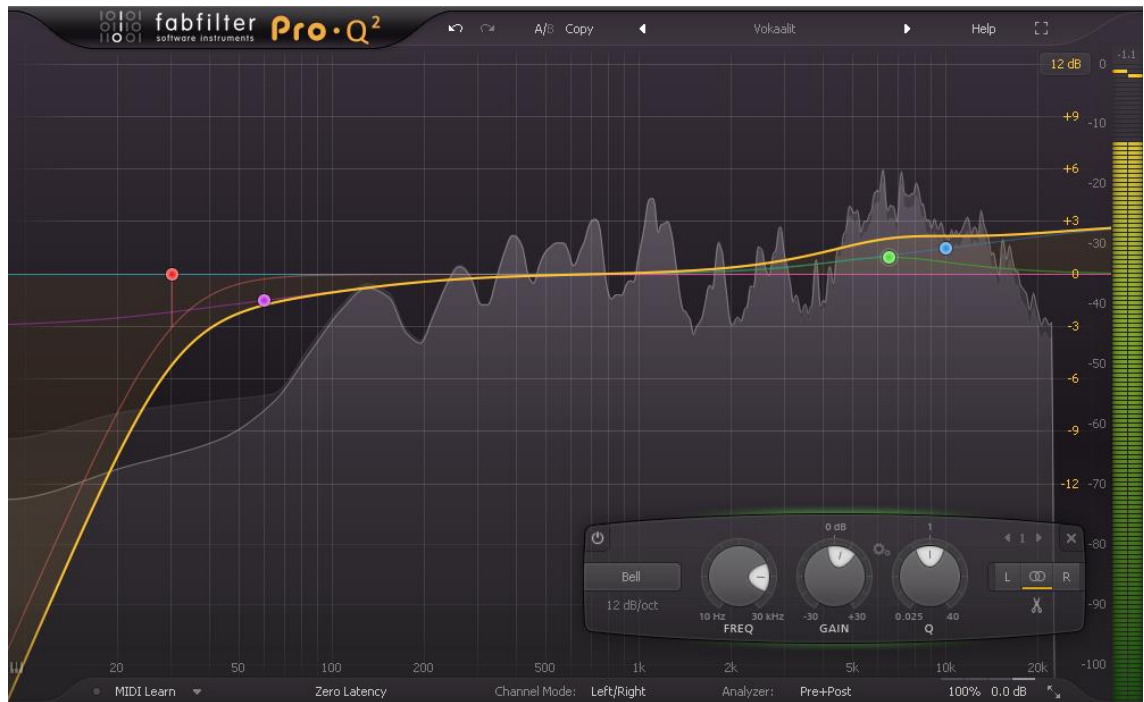 fabfilter Pro·Q²
software instruments
A/B Copy Vokaalit Help
12 dB 0 -1.1
+9 -10
+6 -20
+3 -30
0 -40
-3 -50
-6 -60
-9
-12 -70
-80
-90
-100
0 dB 1
1
Bell
12 dB/oct
L R
10 Hz 30 kHz -30 +30 0.025 40
FREQ GAIN Q
20 50 100 200 500 1k 2k 5k 10k 20k
MIDI Learn Zero Latency Channel Mode: Left/Right Analyzer: Pre+Post 100% 0.0 dB